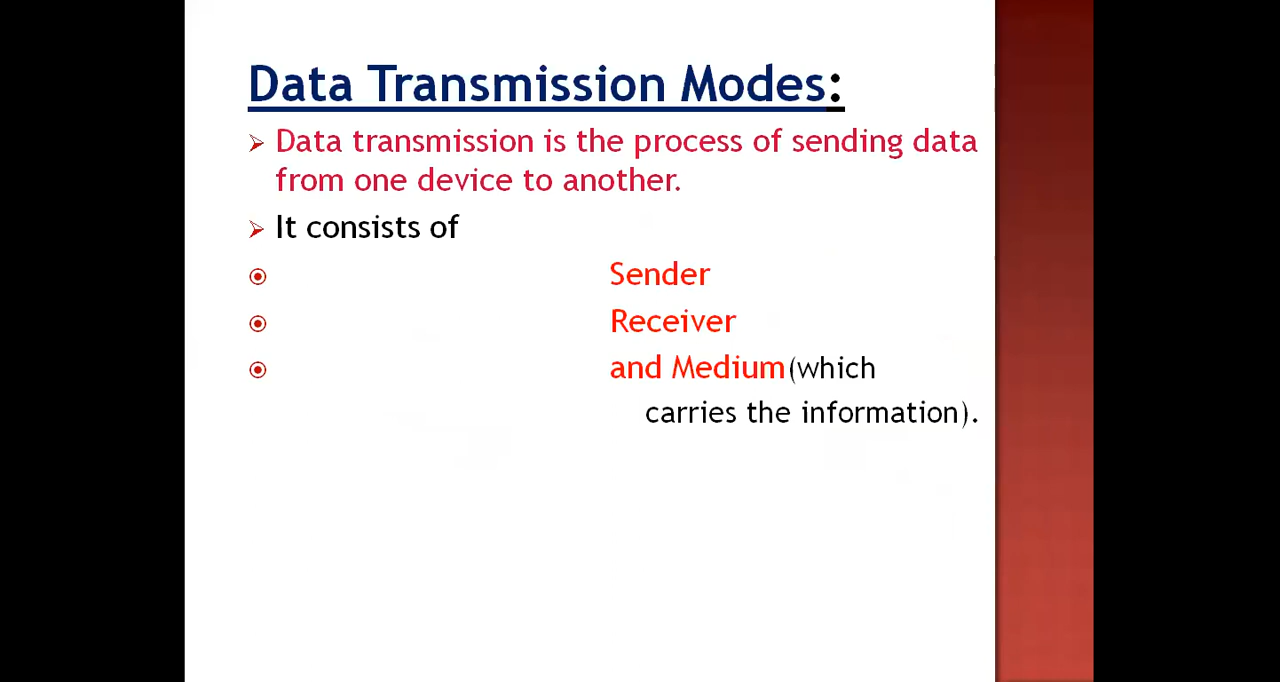 Data Transmission Modes:
Data transmission is the process of sending data
from one device to another.
It consists of
Sender
Receiver
and Medium(which
carries the information).